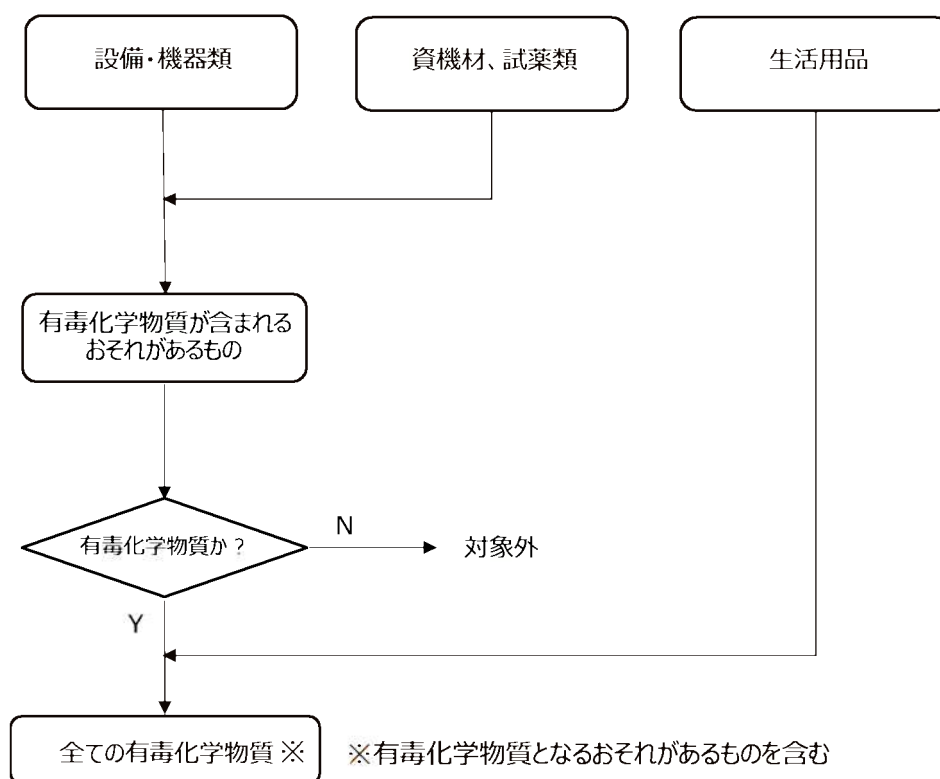 設備・機器類
資機材、試薬類
生活用品
有毒化学物質が含まれる
おそれがあるもの
有毒化学物質か？
N
対象外
Y
全ての有毒化学物質※
※有毒化学物質となるおそれがあるものを含む